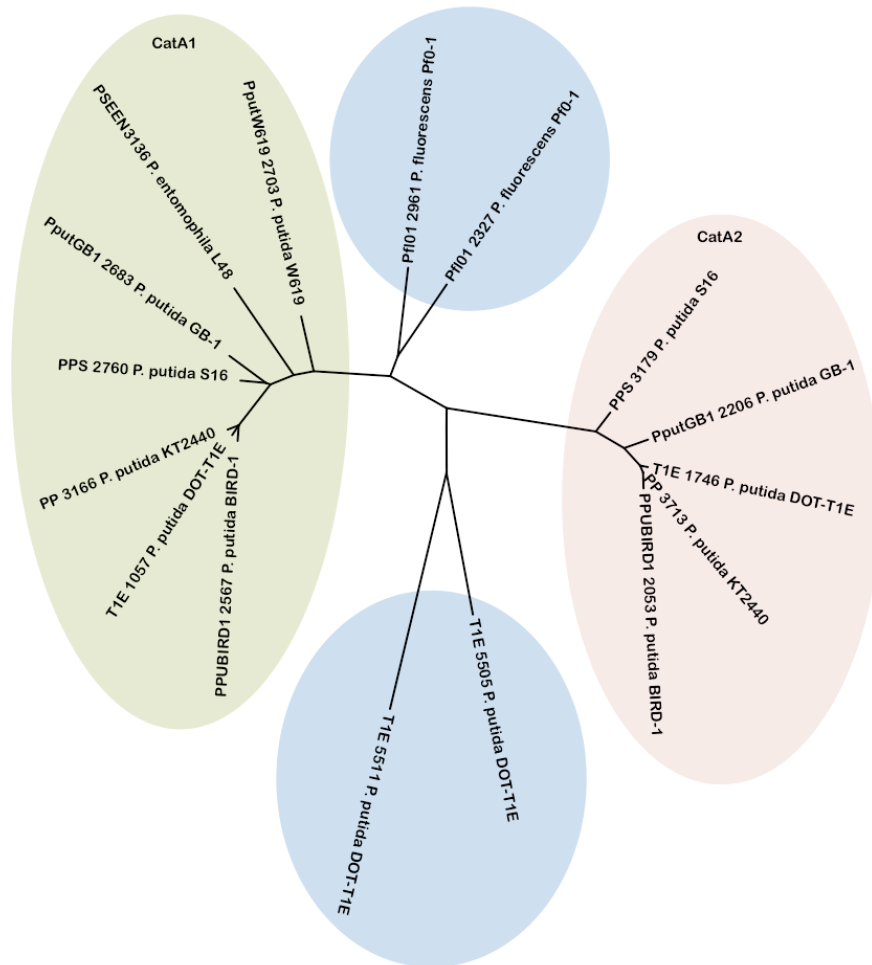 CatA1
PSEEN3136 P. entomophila L48
PputW619 2703 P. putida W619
PputGB1 2683 P. putida GB-1
PPS 2760 P. putida S16
PP 3166 P. putida KT2440
T1E 1057 P. putida DOT-T1E
PPUBIRD1 2567 P. putida BIRD-1
Pfl01 2961 P. fluorescens Pf0-1
Pfl01 2327 P. fluorescens Pf0-1
CatA2
PPS 3179 P. putida S16
PputGB1 2206 P. putida GB-1
T1E 1746 P. putida DOT-T1E
PP 3713 P. putida KT2440
PPUBIRD1 2053 P. putida BIRD-1
T1E 5505 P. putida DOT-T1E
T1E 5511 P. putida DOT-T1E